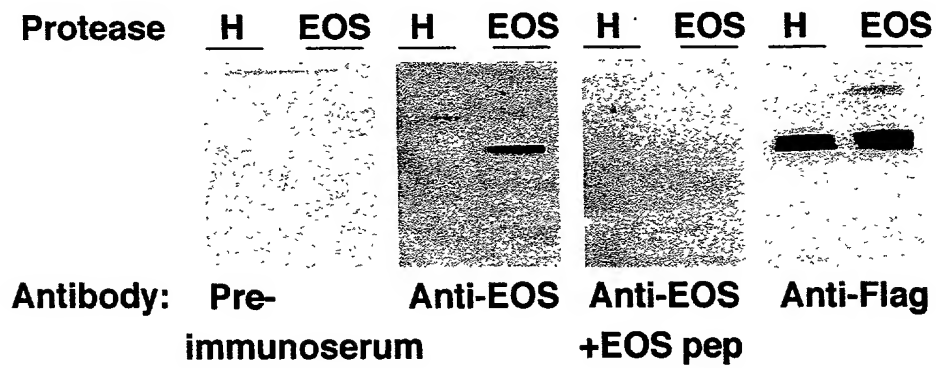 Protease H EOS H EOS H EOS H EOS
Antibody: Pre- Anti-EOS Anti-EOS Anti-Flag
immunoserum +EOS pep